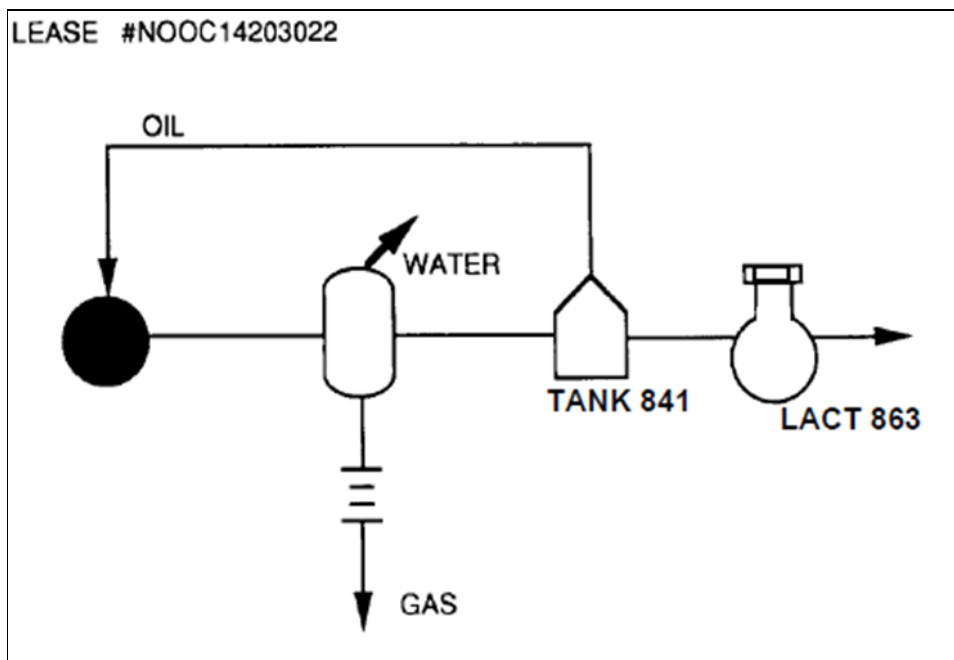 LEASE #NOOC14203022
OIL
WATER
TANK 841
LACT 863
GAS